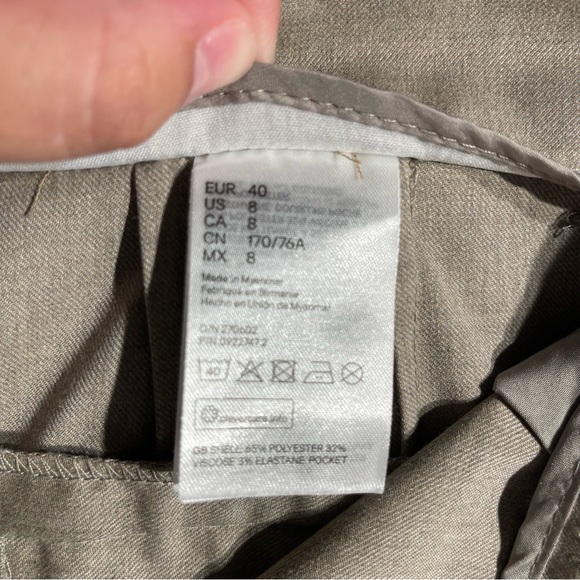 EUR 40
US 8
CA 8
CN 170/76A
MX 8
Made in Myanmar
Fabriqué en Birmanie
Hecho en Unión de Myanmar
O/N 270602
P/N 0922747.2
40
clevercare.info
GB SHELL: 65% POLYESTER 32%
VISCOSE 3% ELASTANE POCKET